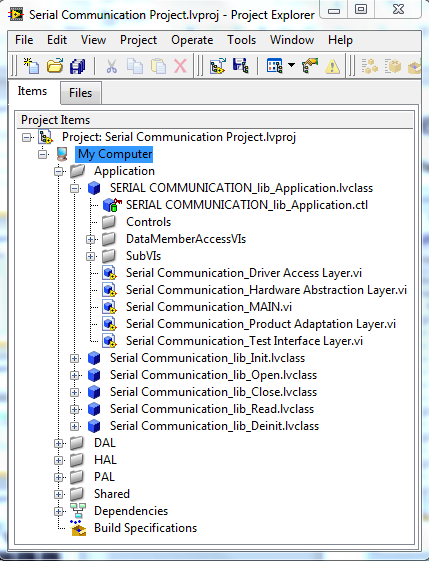 Serial Communication Project.lvproj - Project Explorer
File Edit View Project Operate Tools Window Help
Items Files
Project Items
Project: Serial Communication Project.lvproj
My Computer
Application
SERIAL COMMUNICATION_lib_Application.lvclass
SERIAL COMMUNICATION_lib_Application.ctl
Controls
DataMemberAccessVIs
SubVIs
Serial Communication_Driver Access Layer.vi
Serial Communication_Hardware Abstraction Layer.vi
Serial Communication_MAIN.vi
Serial Communication_Product Adaptation Layer.vi
Serial Communication_Test Interface Layer.vi
Serial Communication_lib_Init.lvclass
Serial Communication_lib_Open.lvclass
Serial Communication_lib_Close.lvclass
Serial Communication_lib_Read.lvclass
Serial Communication_lib_Deinit.lvclass
DAL
HAL
PAL
Shared
Dependencies
Build Specifications